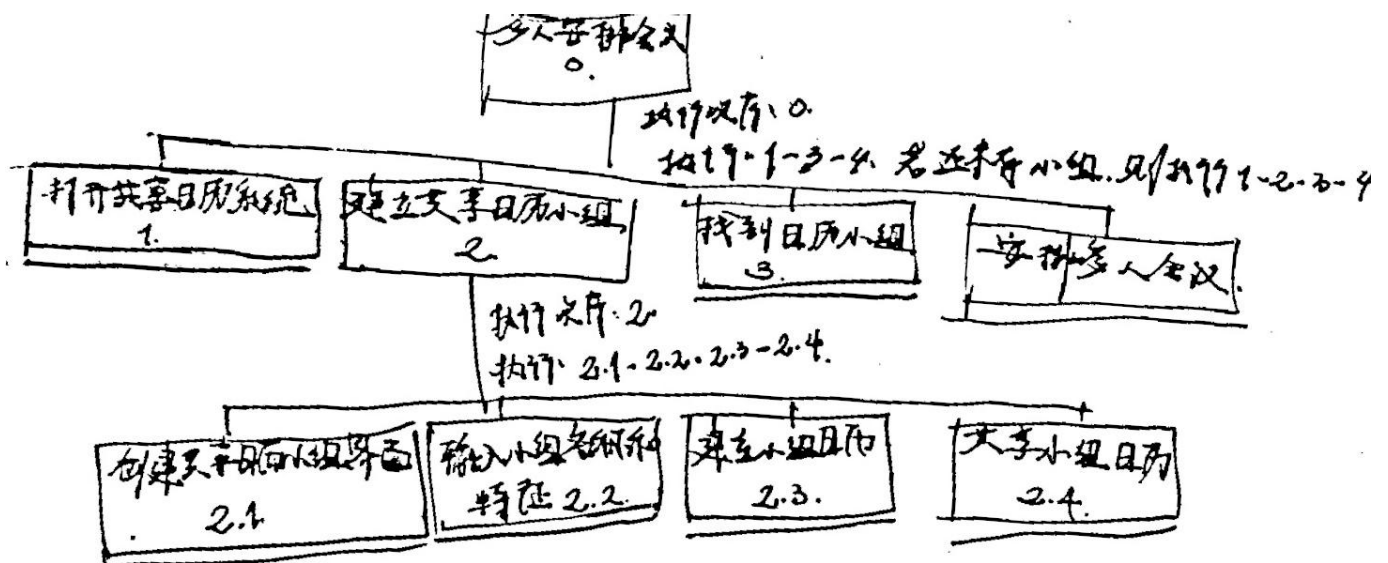 多人安排会议
0.
执行次序：0.
执行：1-3-4. 若还未有小组，则执行1-2-3-4
打开共享日历系统
1.
建立共享日历小组
2.
找到日历小组
3.
安排多人会议.
执行次序：2.
执行：2.1-2.2-2.3-2.4.
创建共享日历小组界面
2.1.
输入小组名称和
特征 2.2.
建立小组日历
2.3.
共享小组日历
2.4.